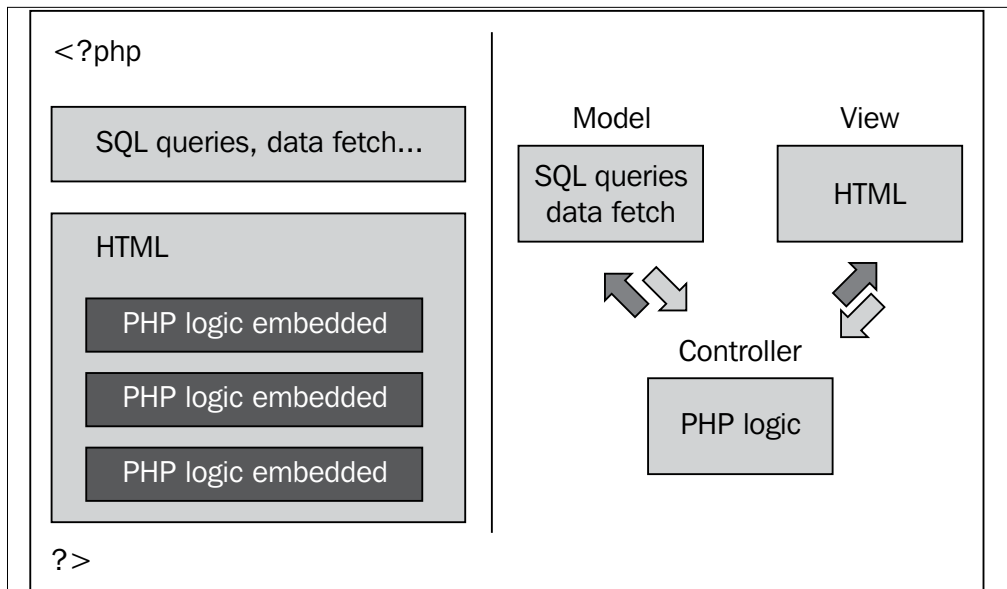 <?php
SQL queries, data fetch...
HTML
PHP logic embedded
PHP logic embedded
PHP logic embedded
?>
Model
SQL queries
data fetch
View
HTML
Controller
PHP logic